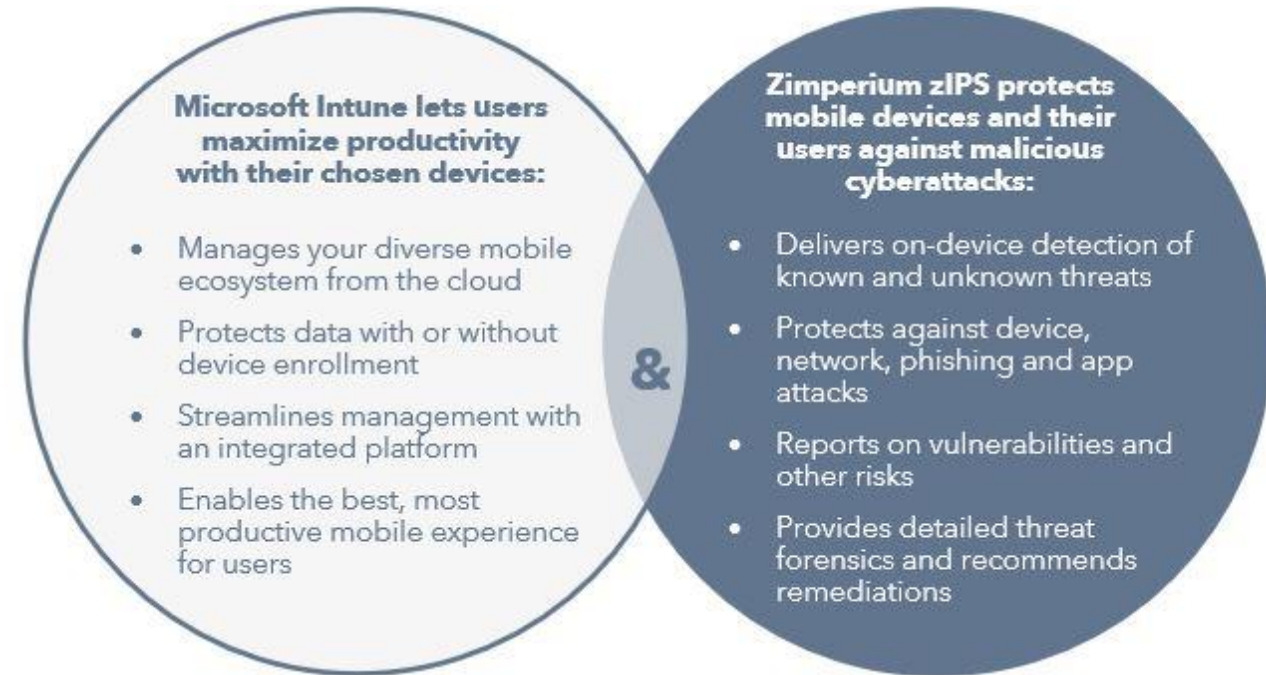 Microsoft Intune lets users
maximize productivity
with their chosen devices:
• Manages your diverse mobile
ecosystem from the cloud
• Protects data with or without
device enrollment
• Streamlines management with
an integrated platform
• Enables the best, most
productive mobile experience
for users
&
Zimperium zIPS protects
mobile devices and their
users against malicious
cyberattacks:
• Delivers on-device detection of
known and unknown threats
• Protects against device,
network, phishing and app
attacks
• Reports on vulnerabilities and
other risks
• Provides detailed threat
forensics and recommends
remediations